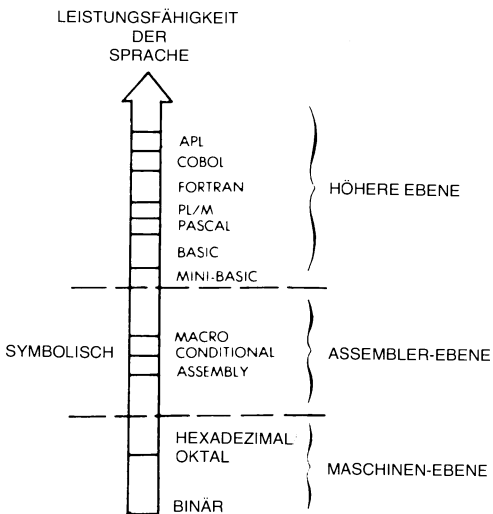 LEISTUNGSFÄHIGKEIT
DER
SPRACHE
APL
COBOL
FORTRAN
PL/M
PASCAL
BASIC
MINI-BASIC
HÖHERE EBENE
SYMBOLISCH
MACRO
CONDITIONAL
ASSEMBLY
ASSEMBLER-EBENE
HEXADEZIMAL
OKTAL
BINÄR
MASCHINEN-EBENE